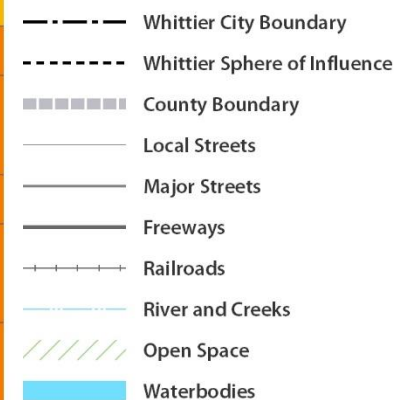 Whittier City Boundary
Whittier Sphere of Influence
County Boundary
Local Streets
Major Streets
Freeways
Railroads
River and Creeks
Open Space
Waterbodies